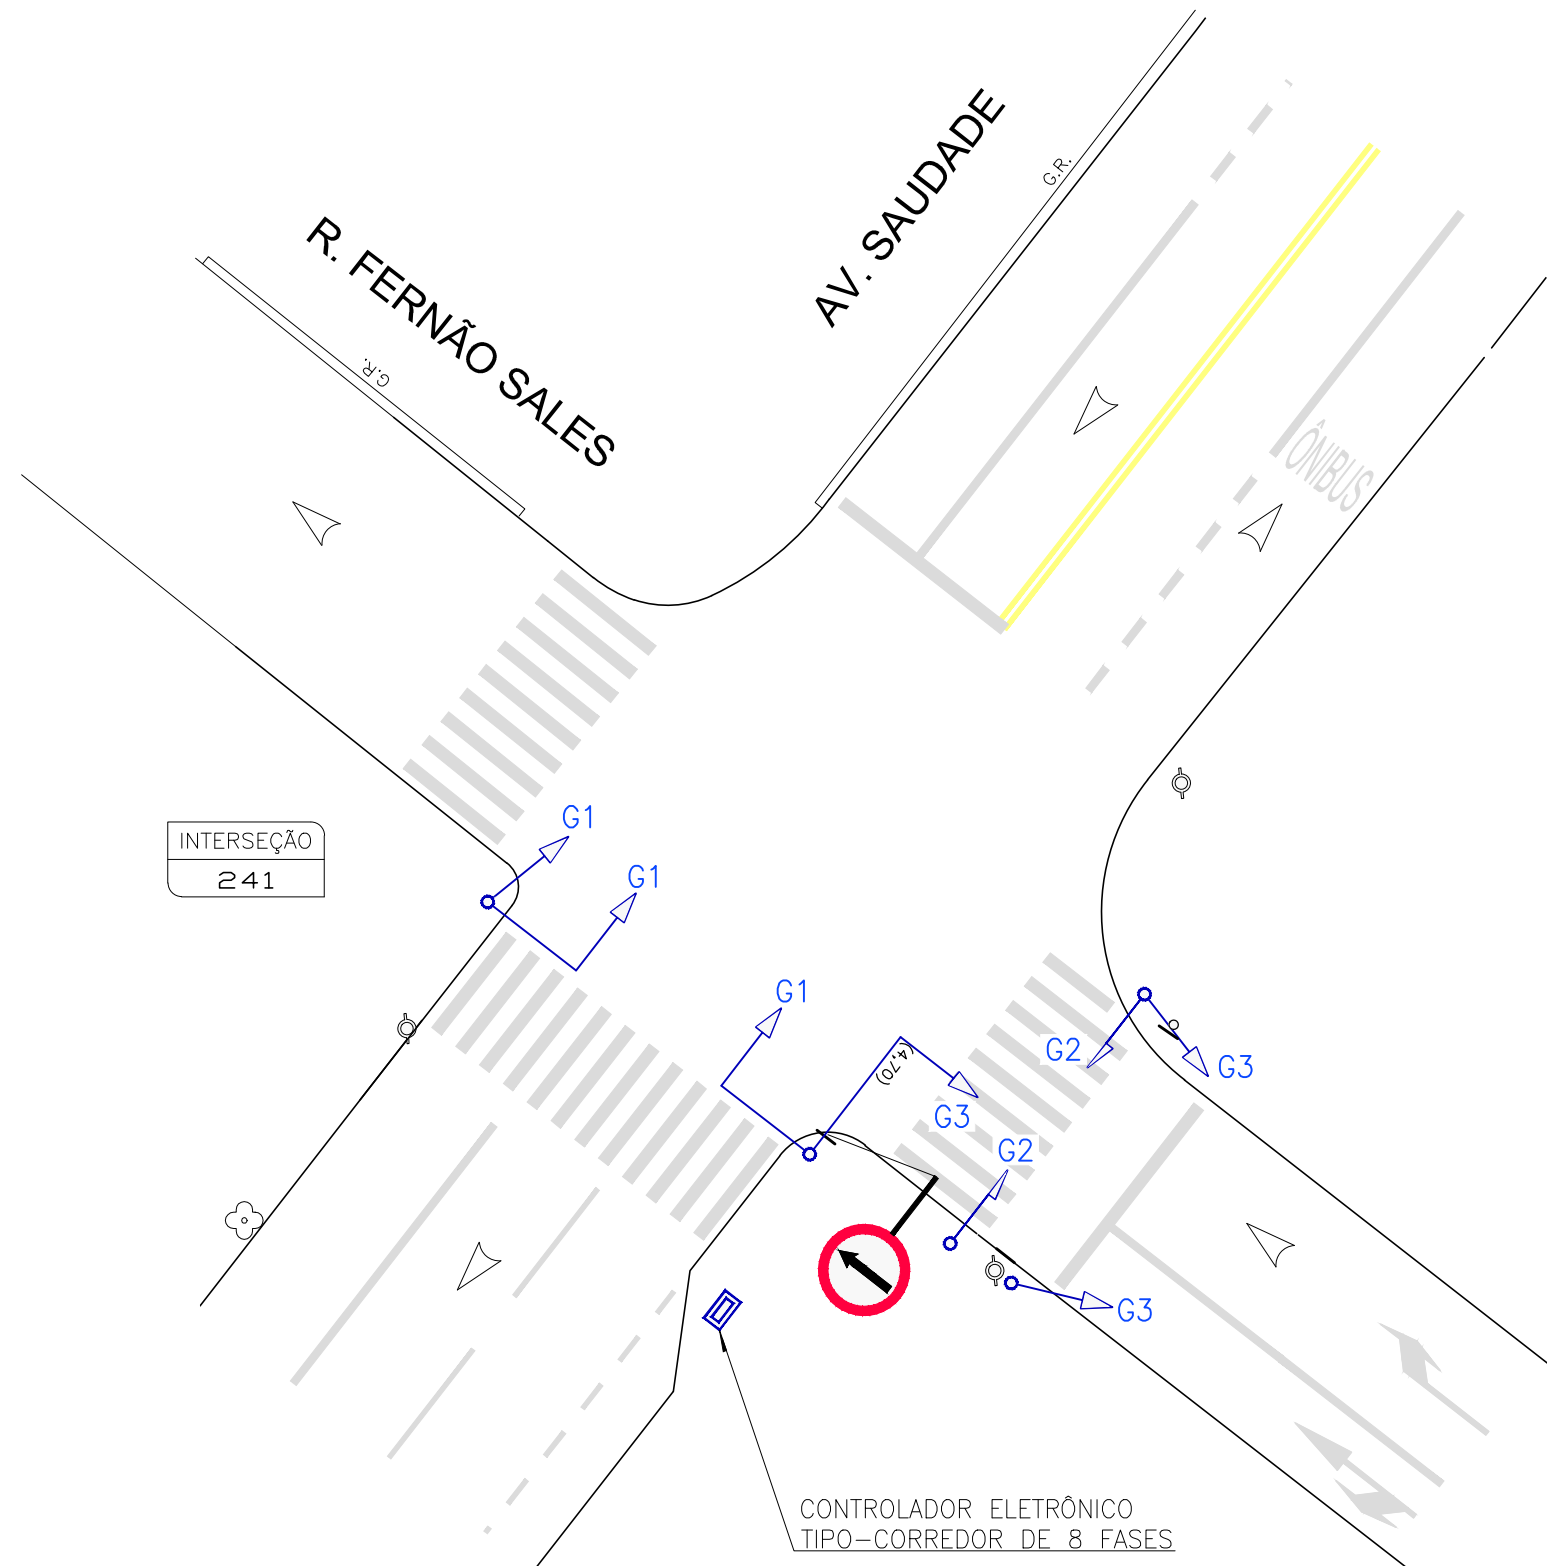 AV. SAUDADE
G.R.
R. FERNÃO SALES
G.R.
ÔNIBUS
G1
INTERSEÇÃO
241
G1
G1
G2
(4,70)
G3
G3
G2
G3
CONTROLADOR ELETRÔNICO
TIPO-CORREDOR DE 8 FASES